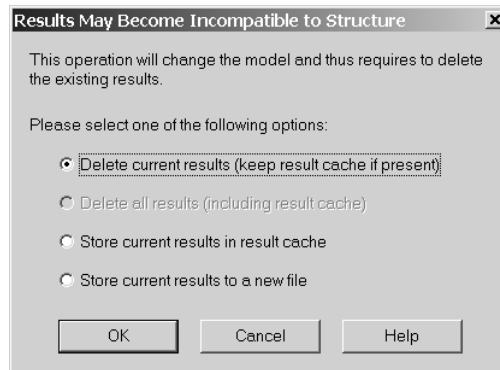 Results May Become Incompatible to Structure
This operation will change the model and thus requires to delete
the existing results.
Please select one of the following options:
Delete current results (keep result cache if present)
Delete all results (including result cache)
Store current results in result cache
Store current results to a new file
OK Cancel Help